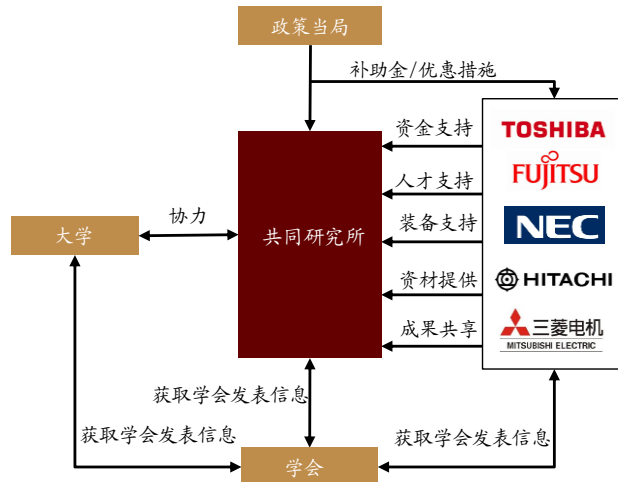 政策当局
补助金/优惠措施
资金支持
TOSHIBA
FUJITSU
人才支持
大学
协力
共同研究所
装备支持
NEC
资材提供
HITACHI
成果共享
三菱电机
MITSUBISHI ELECTRIC
获取学会发表信息
获取学会发表信息
获取学会发表信息
学会